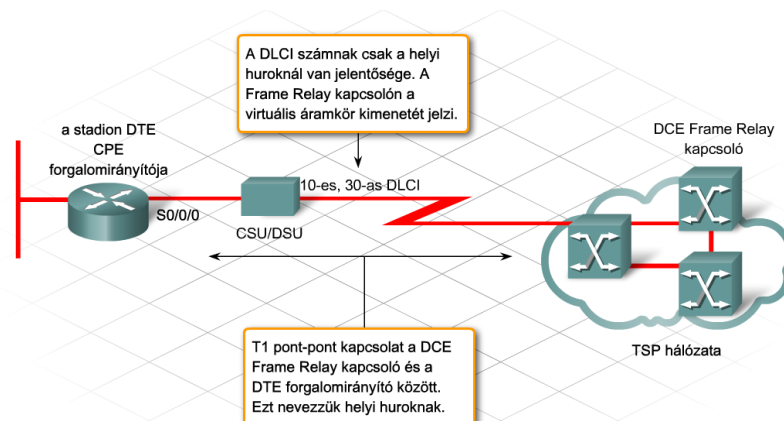 A DLCI számnak csak a helyi
huroknál van jelentősége. A
Frame Relay kapcsolón a
virtuális áramkör kimenetét jelzi.
a stadion DTE
CPE
forgalomirányítója
S0/0/0
CSU/DSU
10-es, 30-as DLCI
DCE Frame Relay
kapcsoló
TSP hálózata
T1 pont-pont kapcsolat a DCE
Frame Relay kapcsoló és a
DTE forgalomirányító között.
Ezt nevezzük helyi huroknak.